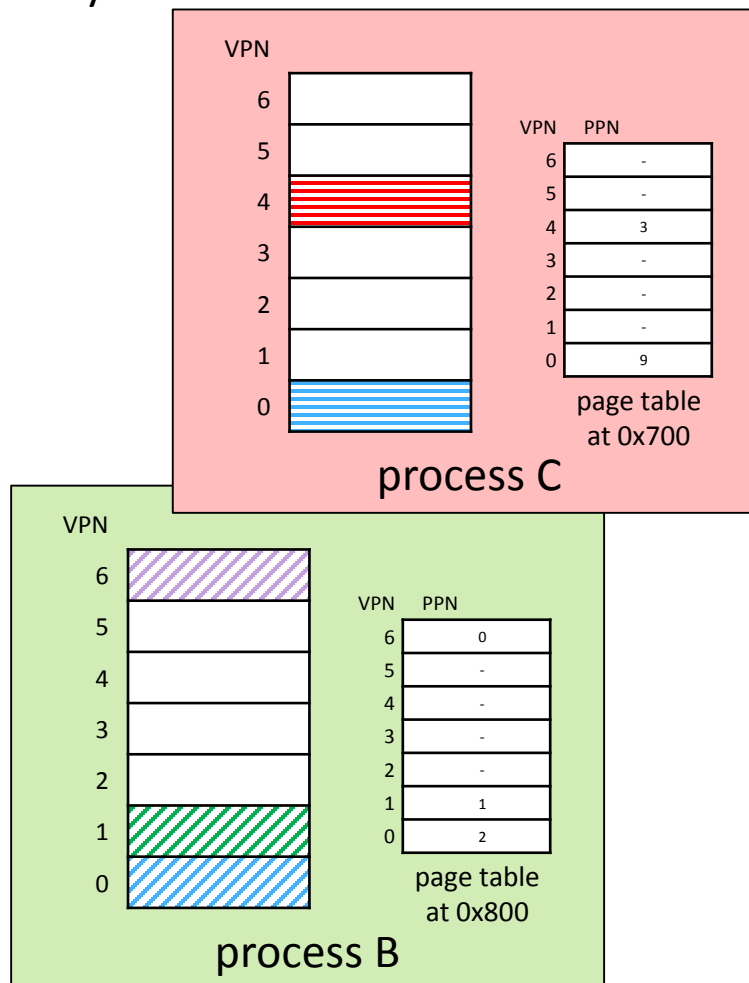 VPN
6
5
4
3
2
1
0
VPN PPN
6 -
5 -
4 3
3 -
2 -
1 -
0 9
page table
at 0x700
process C
VPN
6
5
4
3
2
1
0
VPN PPN
6 0
5 -
4 -
3 -
2 -
1 1
0 2
page table
at 0x800
process B